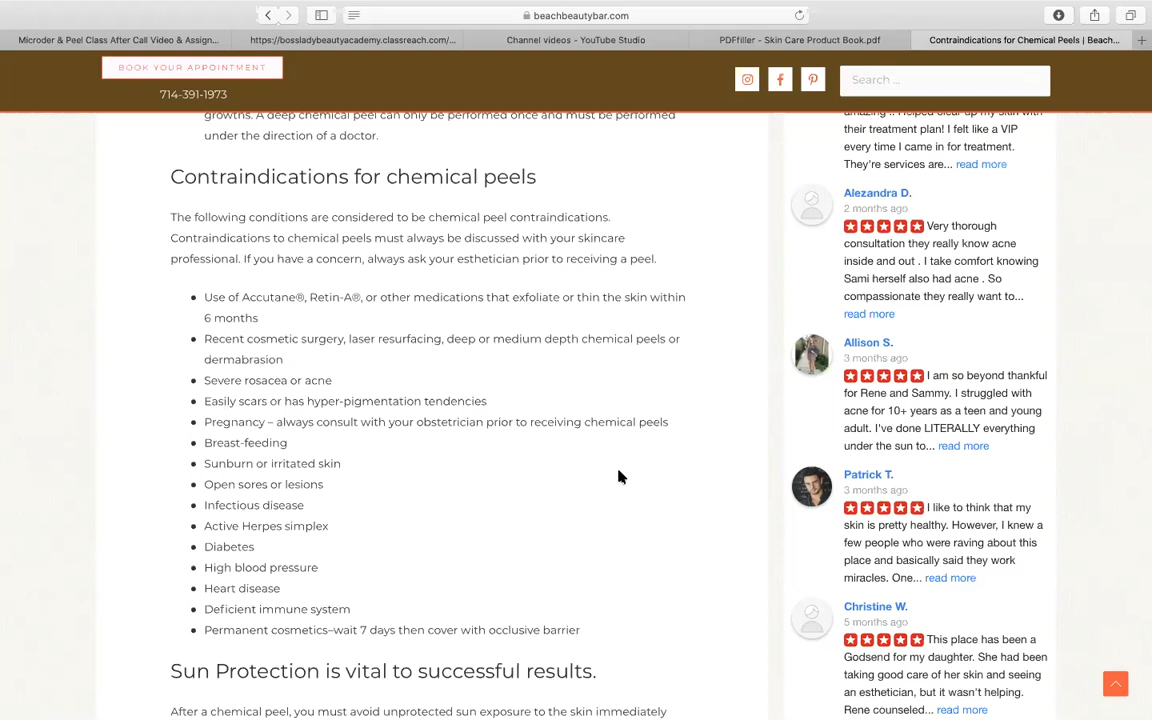 beachbeautybar.com
Microder & Peel Class After Call Video & Assign...
https://bossladybeautyacademy.classreach.com/...
Channel videos - YouTube Studio
PDFfiller - Skin Care Product Book.pdf
Contraindications for Chemical Peels | Beach...
BOOK YOUR APPOINTMENT
714-391-1973
Search ...
growths. A deep chemical peel can only be performed once and must be performed
under the direction of a doctor.
Contraindications for chemical peels
The following conditions are considered to be chemical peel contraindications.
Contraindications to chemical peels must always be discussed with your skincare
professional. If you have a concern, always ask your esthetician prior to receiving a peel.
Use of Accutane®, Retin-A®, or other medications that exfoliate or thin the skin within
6 months
Recent cosmetic surgery, laser resurfacing, deep or medium depth chemical peels or
dermabrasion
Severe rosacea or acne
Easily scars or has hyper-pigmentation tendencies
Pregnancy – always consult with your obstetrician prior to receiving chemical peels
Breast-feeding
Sunburn or irritated skin
Open sores or lesions
Infectious disease
Active Herpes simplex
Diabetes
High blood pressure
Heart disease
Deficient immune system
Permanent cosmetics–wait 7 days then cover with occlusive barrier
Sun Protection is vital to successful results.
After a chemical peel, you must avoid unprotected sun exposure to the skin immediately
amazing .. Helped clear up my skin with
their treatment plan! I felt like a VIP
every time I came in for treatment.
They're services are... read more
Alezandra D.
2 months ago
Very thorough
consultation they really know acne
inside and out . I take comfort knowing
Sami herself also had acne . So
compassionate they really want to...
read more
Allison S.
3 months ago
I am so beyond thankful
for Rene and Sammy. I struggled with
acne for 10+ years as a teen and young
adult. I've done LITERALLY everything
under the sun to... read more
Patrick T.
3 months ago
I like to think that my
skin is pretty healthy. However, I knew a
few people who were raving about this
place and basically said they work
miracles. One... read more
Christine W.
5 months ago
This place has been a
Godsend for my daughter. She had been
taking good care of her skin and seeing
an esthetician, but it wasn't helping.
Rene counseled... read more